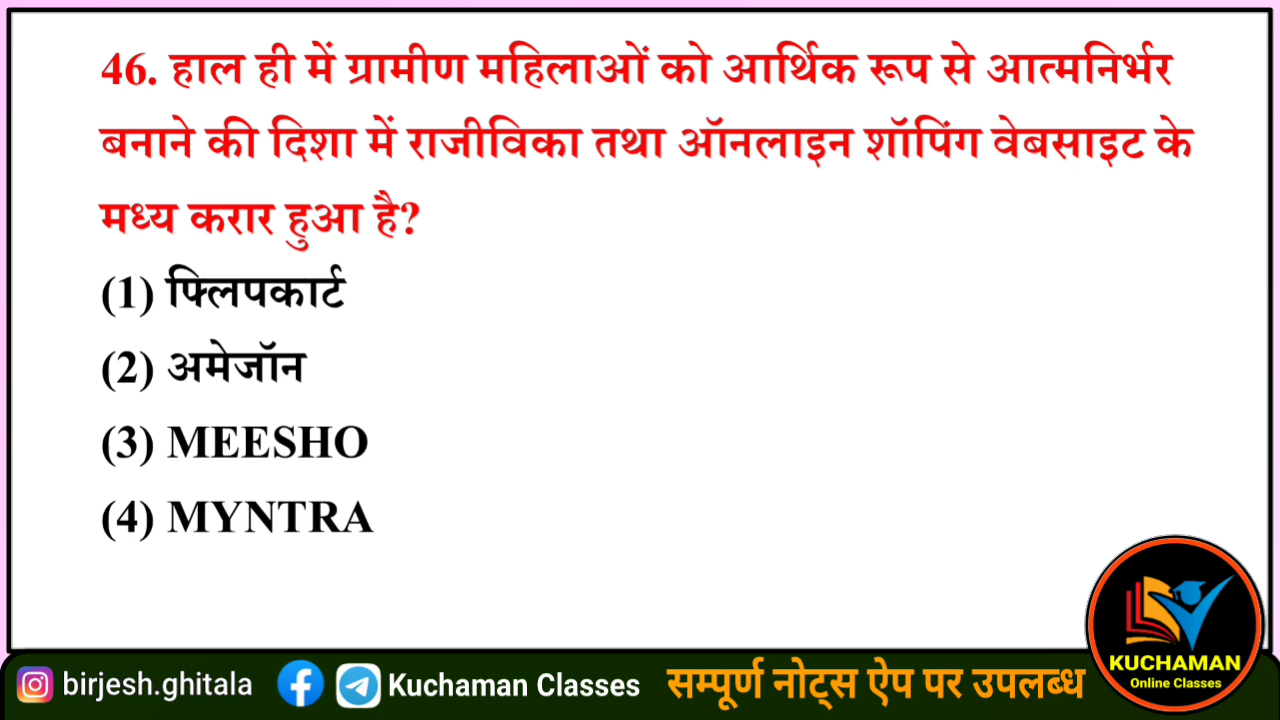 46. हाल ही में ग्रामीण महिलाओं को आर्थिक रूप से आत्मनिर्भर
बनाने की दिशा में राजीविका तथा ऑनलाइन शॉपिंग वेबसाइट के
मध्य करार हुआ है?
(1) फ्लिपकार्ट
(2) अमेजॉन
(3) MEESHO
(4) MYNTRA
KUCHAMAN
Online Classes
birjesh.ghitala Kuchaman Classes सम्पूर्ण नोट्स ऐप पर उपलब्ध